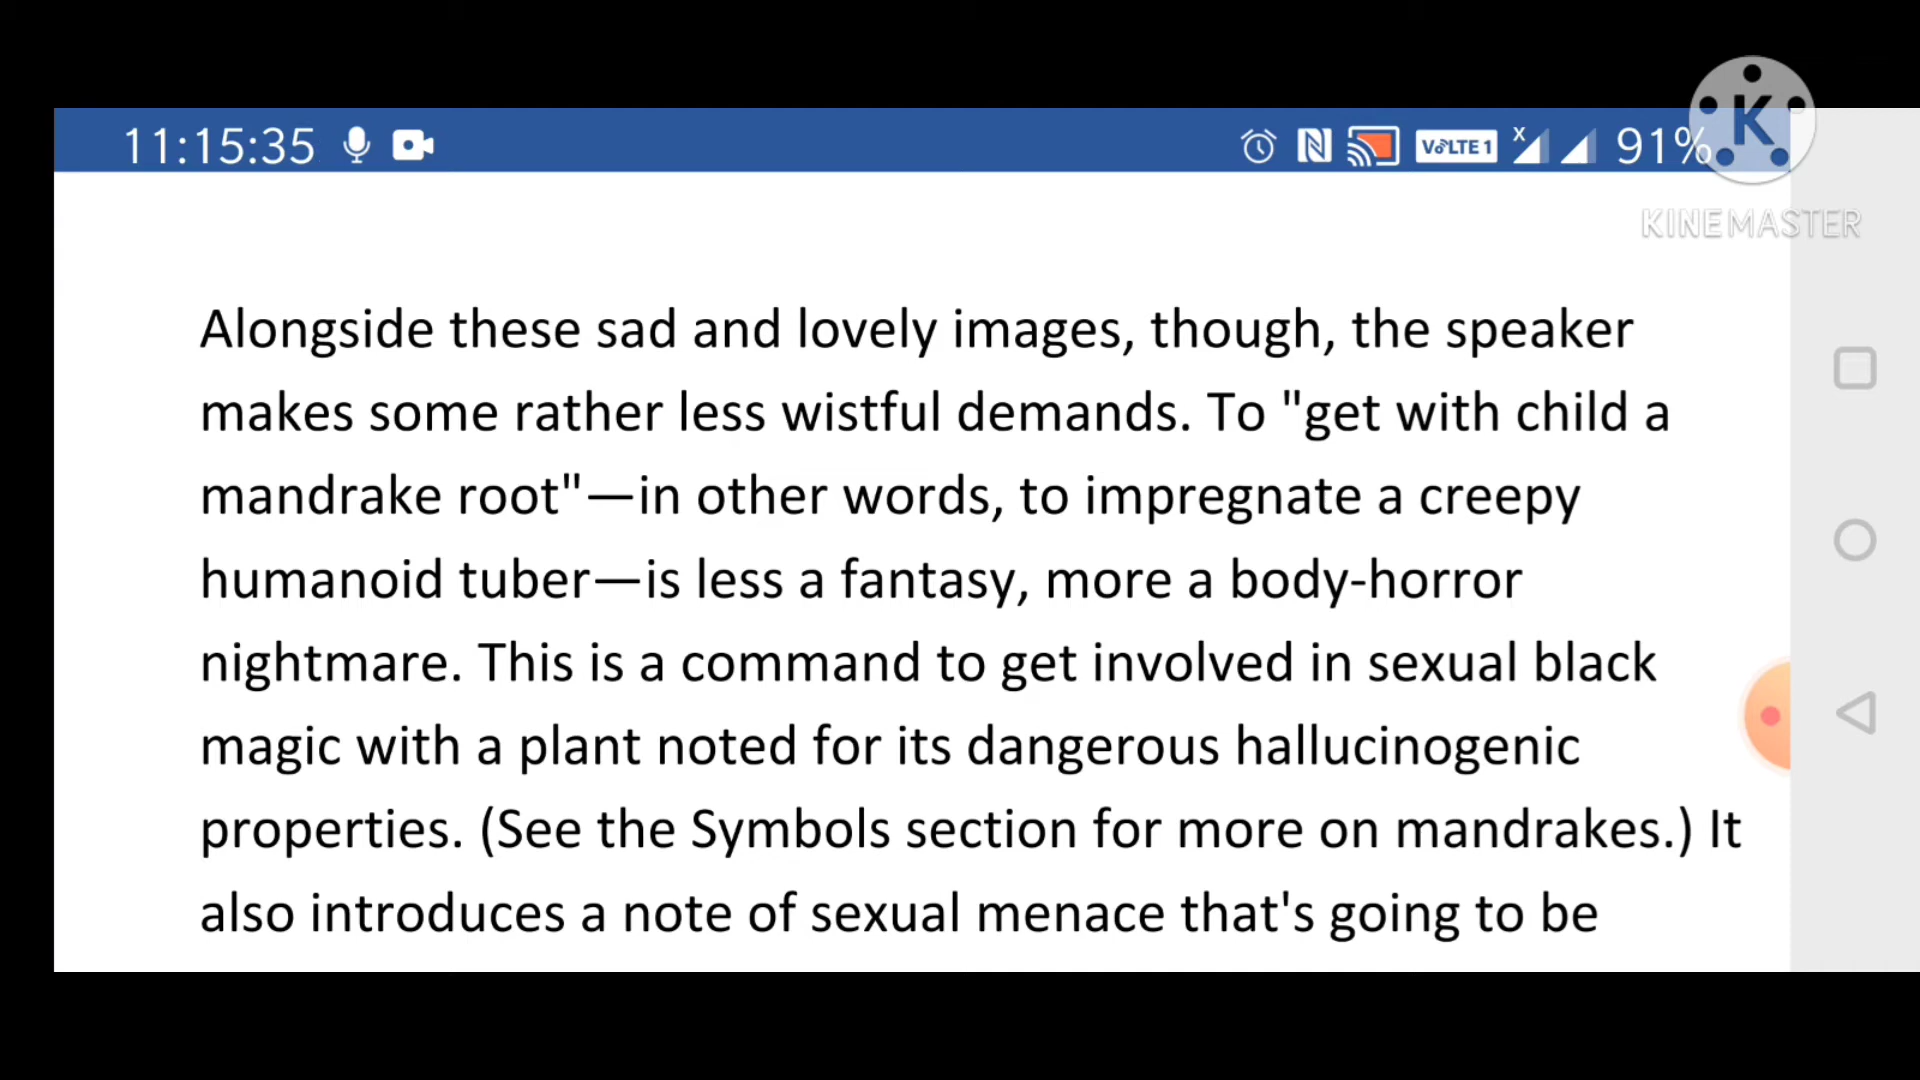 11:15:35
VoLTE 1
x
91%
K
KINEMASTER
Alongside these sad and lovely images, though, the speaker
makes some rather less wistful demands. To "get with child a
mandrake root"—in other words, to impregnate a creepy
humanoid tuber—is less a fantasy, more a body-horror
nightmare. This is a command to get involved in sexual black
magic with a plant noted for its dangerous hallucinogenic
properties. (See the Symbols section for more on mandrakes.) It
also introduces a note of sexual menace that's going to be